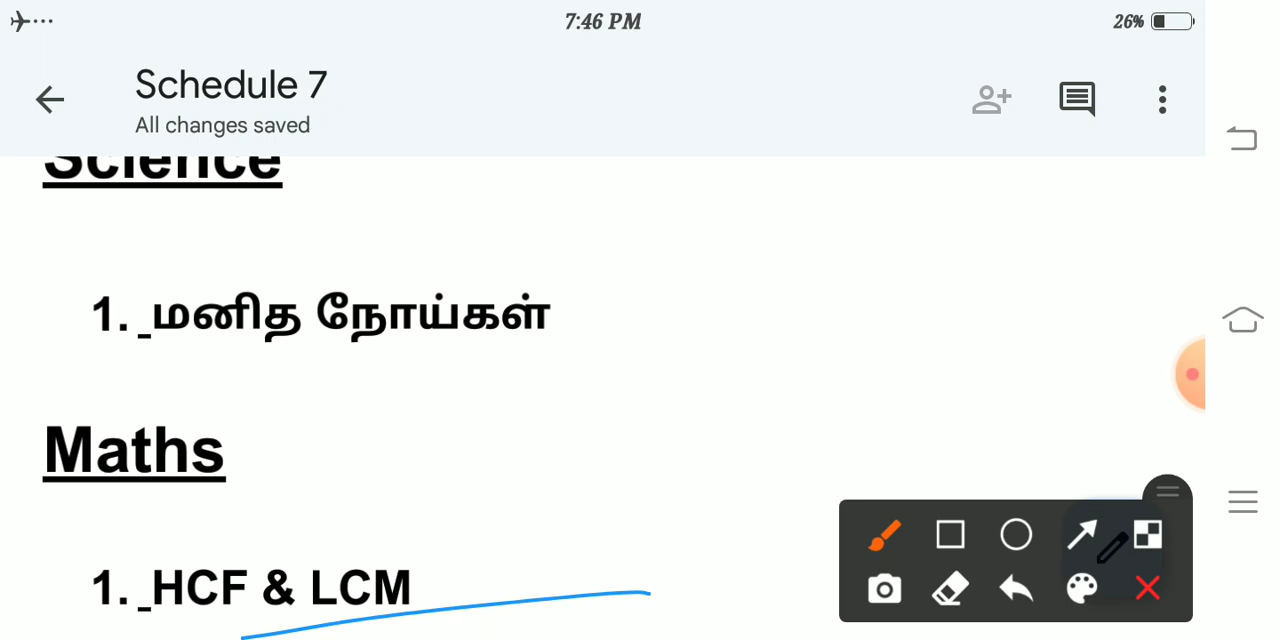 7:46 PM
26%
Schedule 7
All changes saved
Science
1. மனித நோய்கள்
Maths
1. HCF & LCM